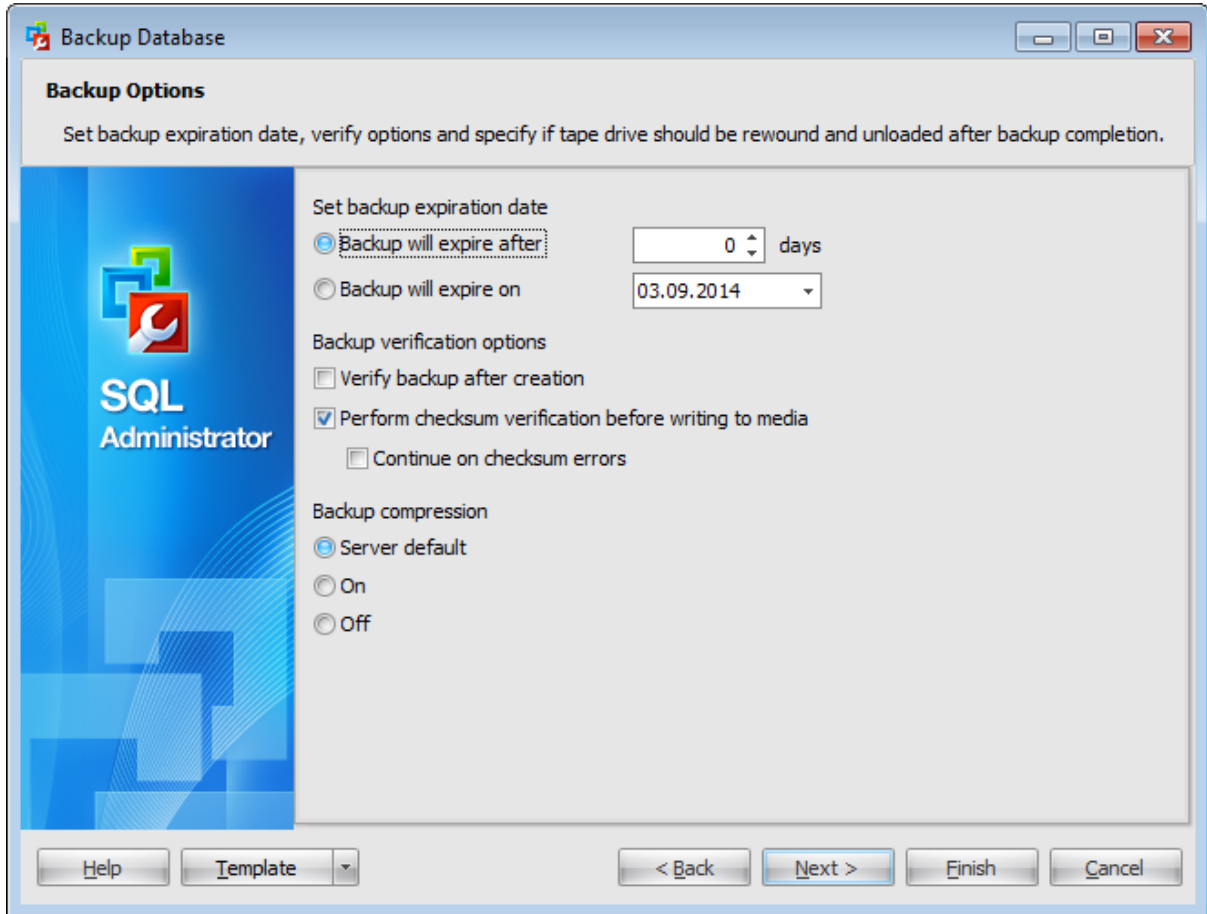 Backup Database
Backup Options
Set backup expiration date, verify options and specify if tape drive should be rewound and unloaded after backup completion.
SQL
Administrator
Set backup expiration date
Backup will expire after 0 days
Backup will expire on 03.09.2014
Backup verification options
Verify backup after creation
Perform checksum verification before writing to media
Continue on checksum errors
Backup compression
Server default
On
Off
Help Template < Back Next > Finish Cancel